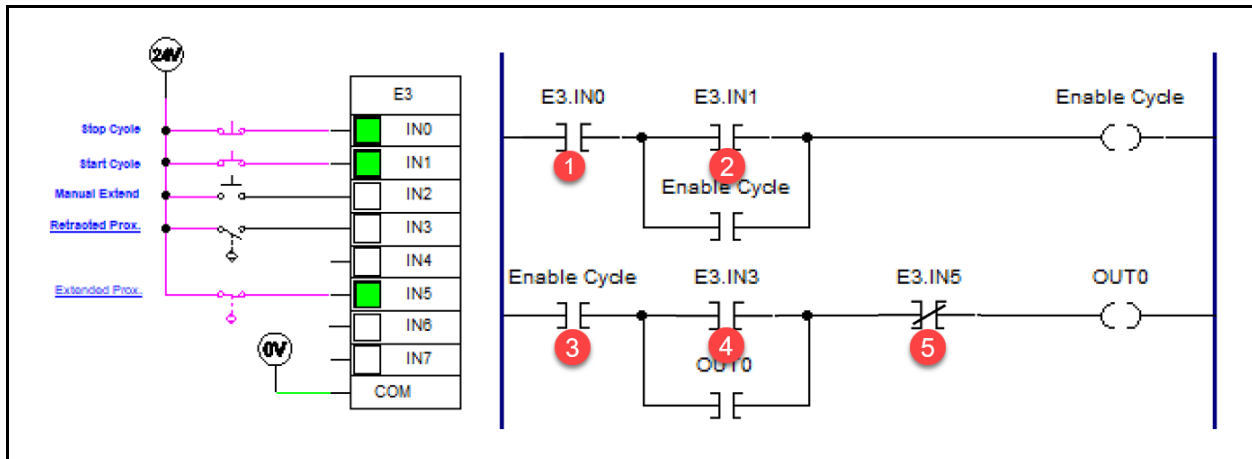 24V
E3
Stop Cycle
IN0
Start Cycle
IN1
Manual Extend
IN2
Retracted Prox.
IN3
IN4
Extended Prox.
IN5
IN6
0V
IN7
COM
E3.IN0
E3.IN1
Enable Cycle
1
2
Enable Cycle
Enable Cycle
E3.IN3
E3.IN5
OUT0
3
4
5
OUT0